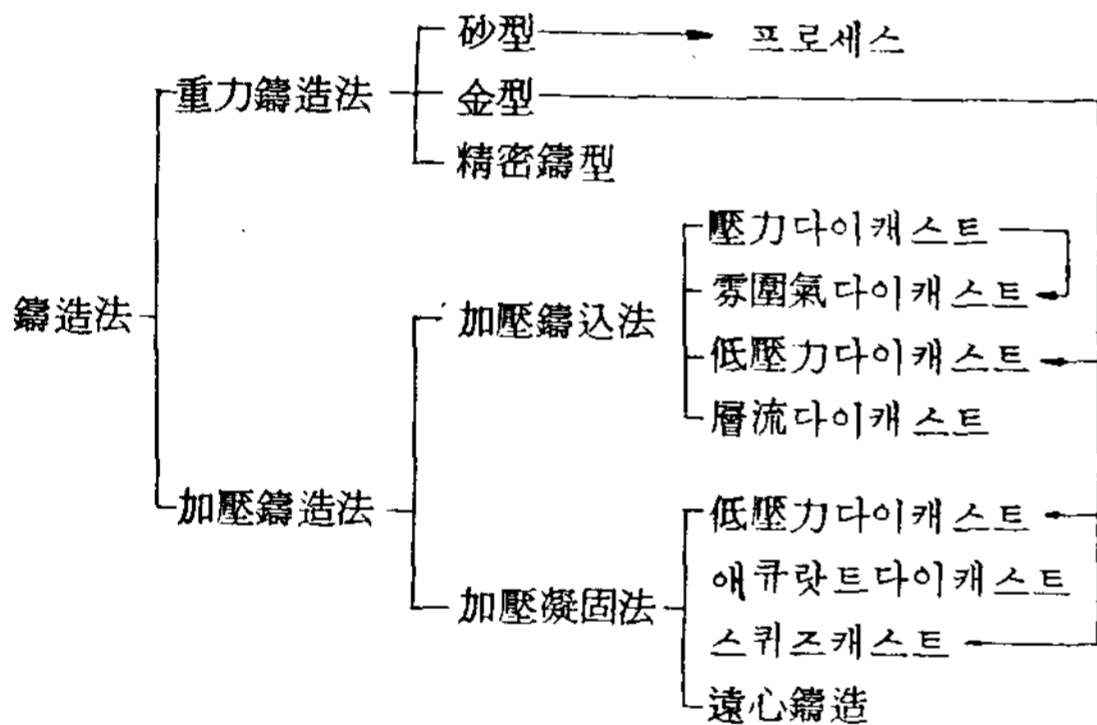 砂型 프로세스
重力鑄造法 金型
精密鑄型
壓力다이캐스트
雰圍氣다이캐스트
鑄造法 加壓鑄込法
低壓力다이캐스트
層流다이캐스트
加壓鑄造法 低壓力다이캐스트
애큐랏트다이캐스트
加壓凝固法
스퀴즈캐스트
遠心鑄造